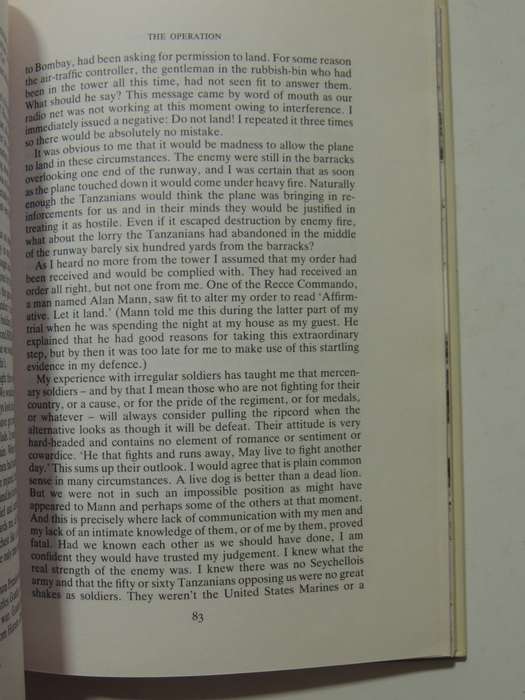 THE OPERATION
to Bombay, had been asking for permission to land. For some reason
the air-traffic controller, the gentleman in the rubbish-bin who had
been in the tower all this time, had not seen fit to answer them.
What should he say? This message came by word of mouth as our
radio net was not working at this moment owing to interference. I
immediately issued a negative: Do not land! I repeated it three times
so there would be absolutely no mistake.
It was obvious to me that it would be madness to allow the plane
to land in these circumstances. The enemy were still in the barracks
overlooking one end of the runway, and I was certain that as soon
as the plane touched down it would come under heavy fire. Naturally
enough the Tanzanians would think the plane was bringing in re-
inforcements for us and in their minds they would be justified in
treating it as hostile. Even if it escaped destruction by enemy fire,
what about the lorry the Tanzanians had abandoned in the middle
of the runway barely six hundred yards from the barracks?
As I heard no more from the tower I assumed that my order had
been received and would be complied with. They had received an
order all right, but not one from me. One of the Recce Commando,
a man named Alan Mann, saw fit to alter my order to read ‘Affirm-
ative. Let it land.’ (Mann told me this during the latter part of my
trial when he was spending the night at my house as my guest. He
explained that he had good reasons for taking this extraordinary
step, but by then it was too late for me to make use of this startling
evidence in my defence.)
My experience with irregular soldiers has taught me that mercen-
ary soldiers – and by that I mean those who are not fighting for their
country, or a cause, or for the pride of the regiment, or for medals,
or whatever – will always consider pulling the ripcord when the
alternative looks as though it will be defeat. Their attitude is very
hard-headed and contains no element of romance or sentiment or
cowardice. ‘He that fights and runs away, May live to fight another
day.’ This sums up their outlook. I would agree that is plain common
sense in many circumstances. A live dog is better than a dead lion.
But we were not in such an impossible position as might have
appeared to Mann and perhaps some of the others at that moment.
And this is precisely where lack of communication with my men and
my lack of an intimate knowledge of them, or of me by them, proved
fatal. Had we known each other as we should have done, I am
confident they would have trusted my judgement. I knew what the
real strength of the enemy was. I knew there was no Seychellois
army and that the fifty or sixty Tanzanians opposing us were no great
shakes as soldiers. They weren't the United States Marines or a
83